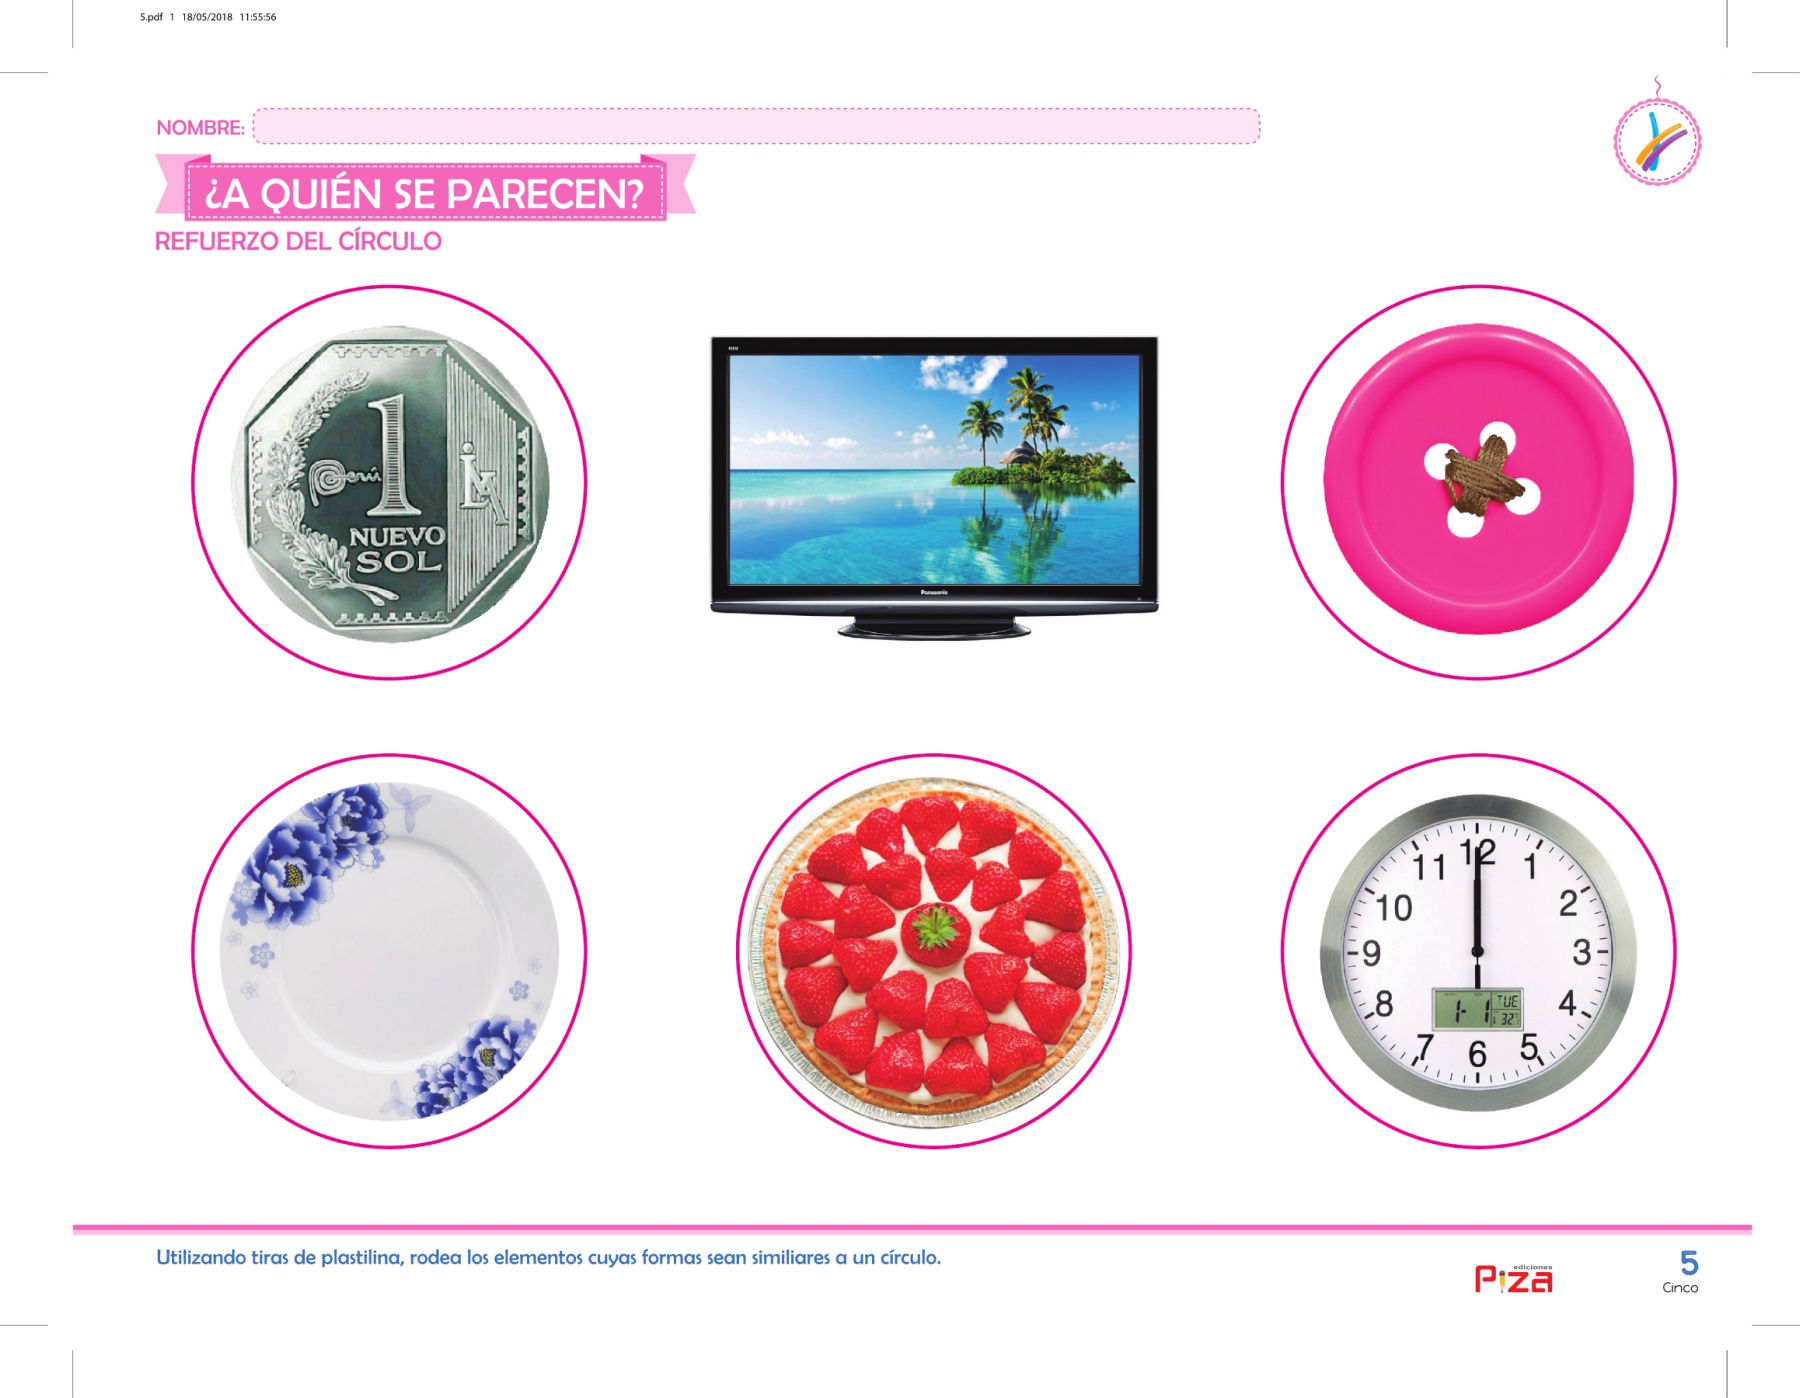 5.pdf 1 18/05/2018 11:55:56
NOMBRE:
¿A QUIÉN SE PARECEN?
REFUERZO DEL CÍRCULO
Perú
1
NUEVO
SOL
Panasonic
12
11 1
10 2
9 3
8 4
1- 1 TUE
32
7 6 5
Utilizando tiras de plastilina, rodea los elementos cuyas formas sean similiares a un círculo.
ediciones
Piza
5
Cinco